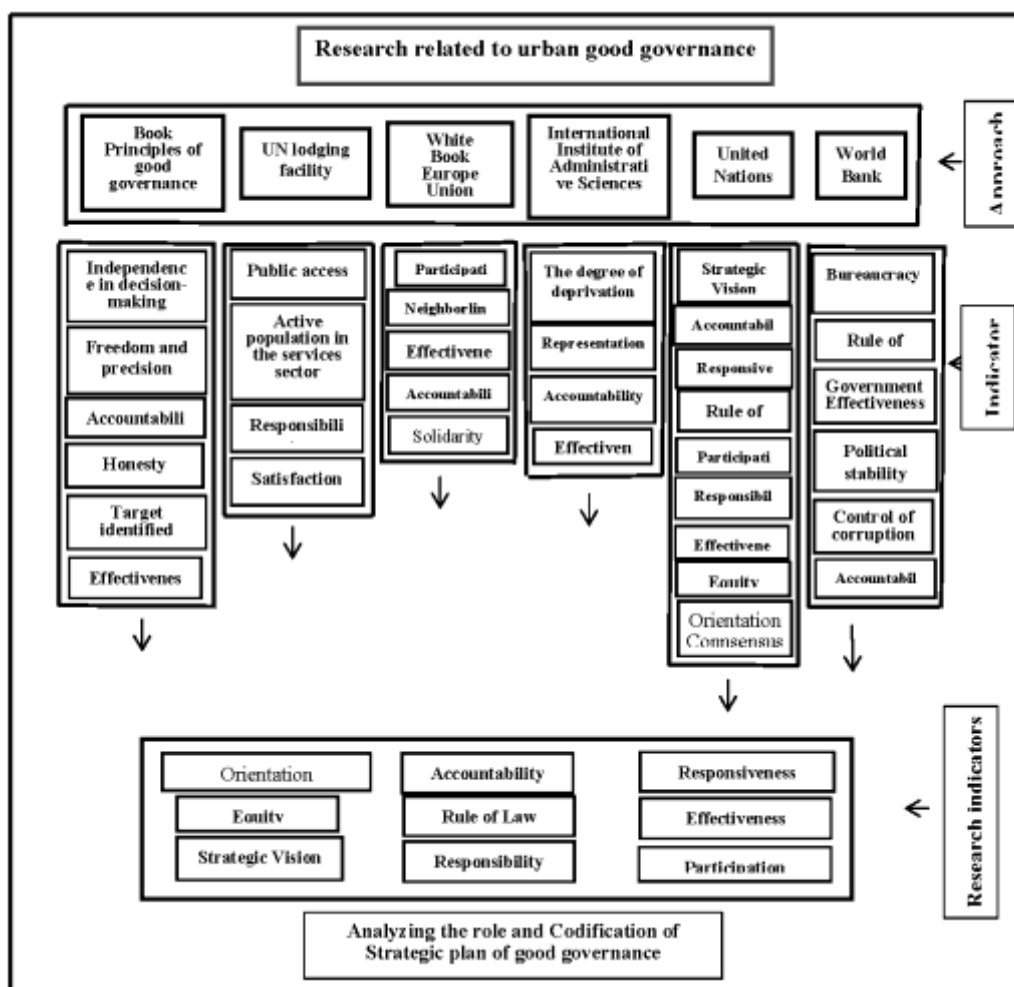 Research related to urban good governance
Book
Principles of
good
governance
UN lodging
facility
White
Book
Europe
Union
International
Institute of
Administrati
ve Sciences
United
Nations
World
Bank
Approach
Independenc
e in decision-
making
Freedom and
precision
Accountabili
Honesty
Target
identified
Effectivenes
Public access
Active
population in
the services
sector
Responsibili
Satisfaction
Participati
Neighborlin
Effectivene
Accountabili
Solidarity
The degree of
deprivation
Representation
Accountability
Effectiven
Strategic
Vision
Accountabil
Responsive
Rule of
Participati
Responsibil
Effectivene
Equity
Orientation
Connsensus
Bureaucracy
Rule of
Government
Effectiveness
Political
stability
Control of
corruption
Accountabil
Indicator
Orientation
Equity
Strategic Vision
Accountability
Rule of Law
Responsibility
Responsiveness
Effectiveness
Participation
Research indicators
Analyzing the role and Codification of
Strategic plan of good governance